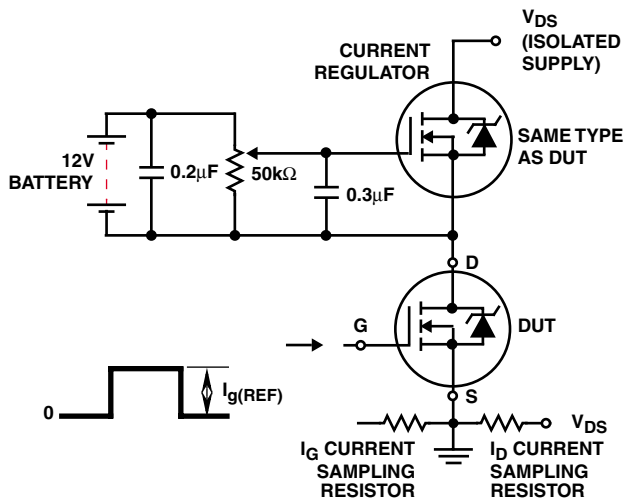 V_DS
(ISOLATED
SUPPLY)
CURRENT
REGULATOR
SAME TYPE
AS DUT
12V
BATTERY
0.2μF
50kΩ
0.3μF
D
G
DUT
S
0
I_g(REF)
V_DS
I_G CURRENT
SAMPLING
RESISTOR
I_D CURRENT
SAMPLING
RESISTOR